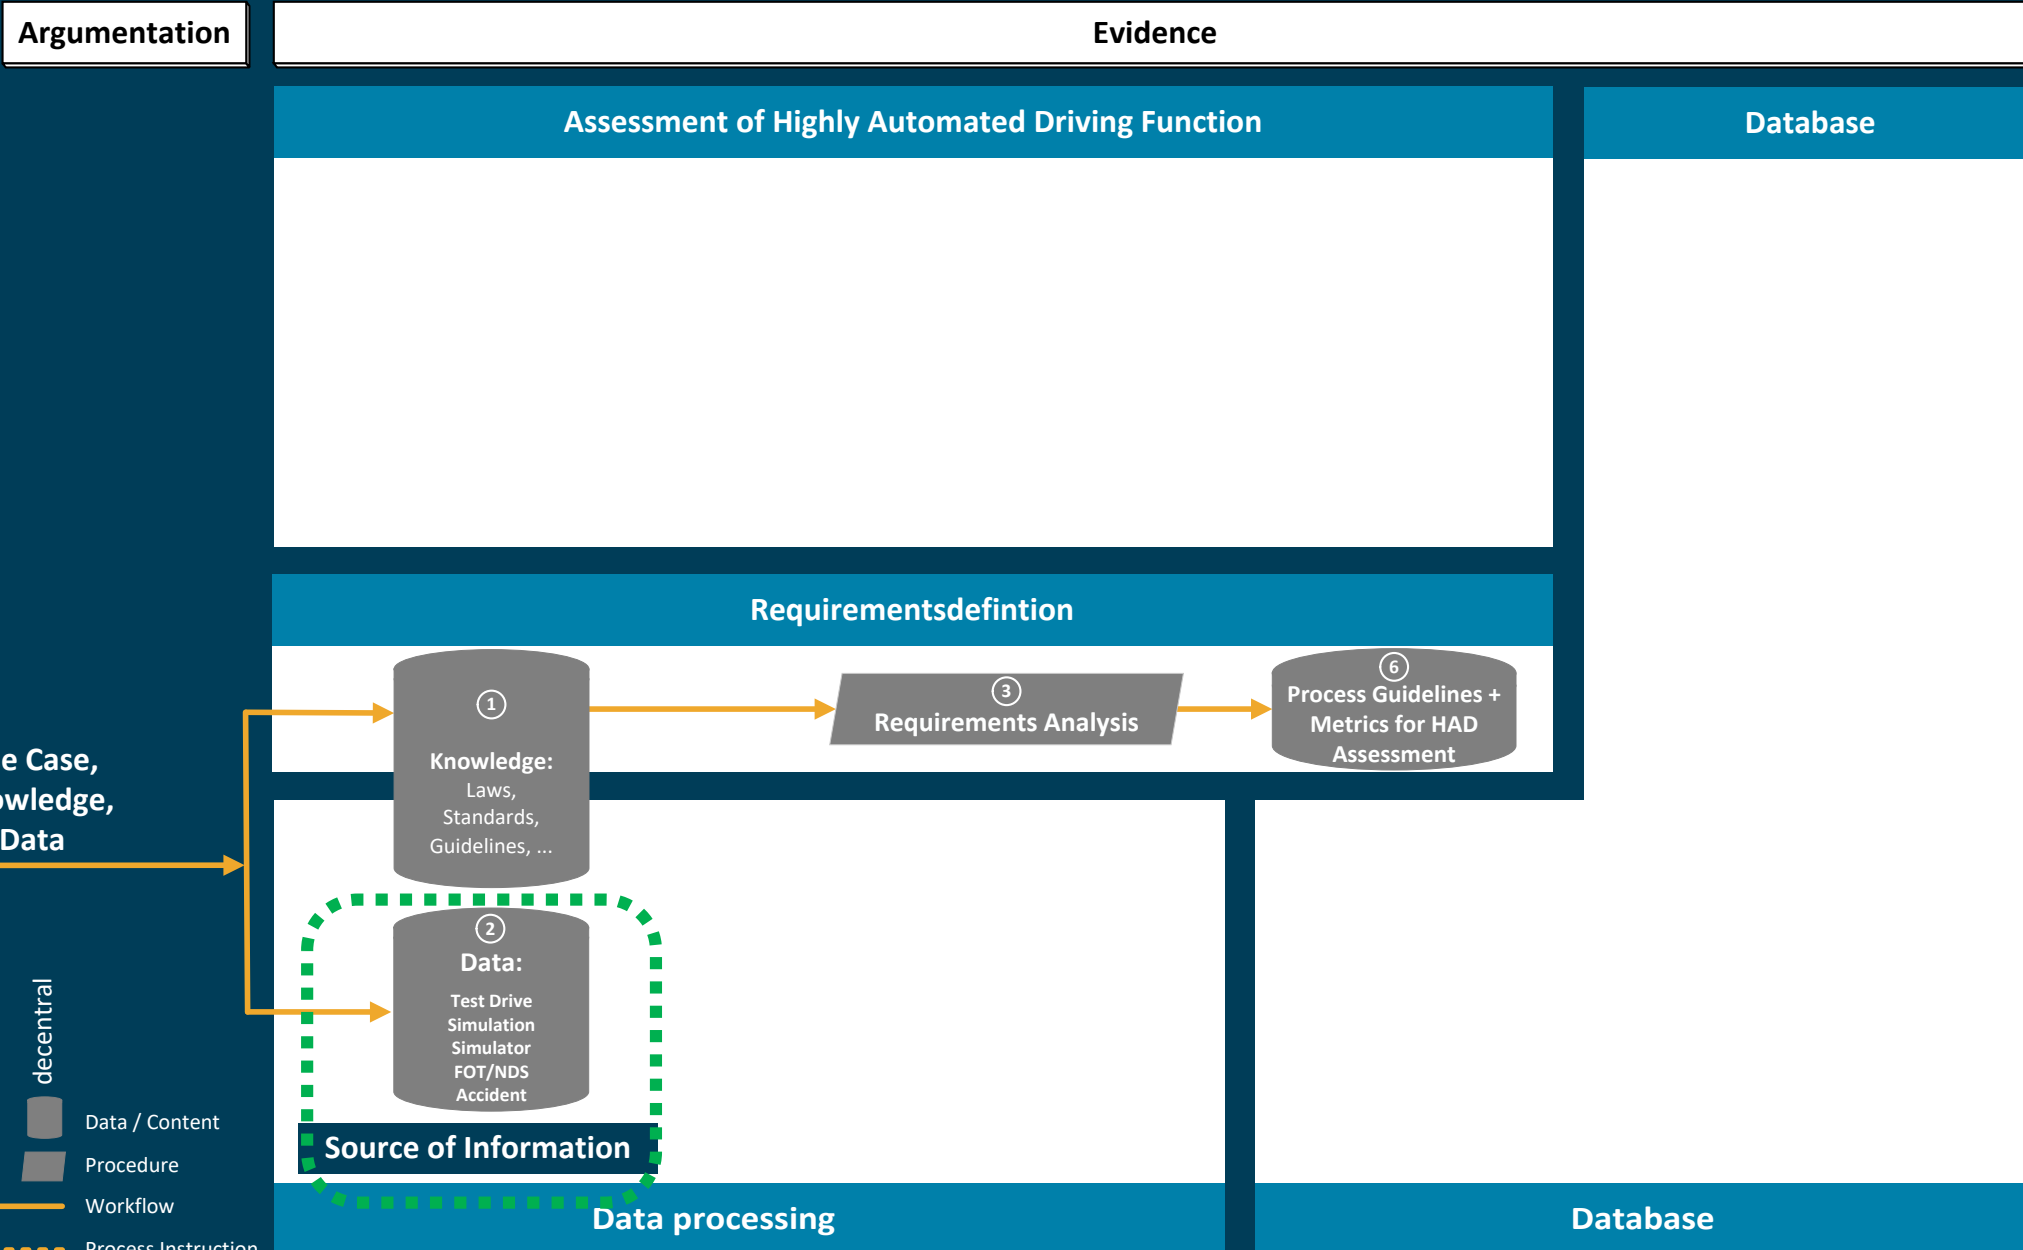 Argumentation
Evidence
Assessment of Highly Automated Driving Function
Database
Requirementsdefintion
1
Knowledge:
Laws,
Standards,
Guidelines, ...
3
Requirements Analysis
6
Process Guidelines +
Metrics for HAD
Assessment
e Case,
owledge,
Data
2
Data:
Test Drive
Simulation
Simulator
FOT/NDS
Accident
Source of Information
decentral
Data / Content
Procedure
Workflow
Process Instruction
Data processing
Database